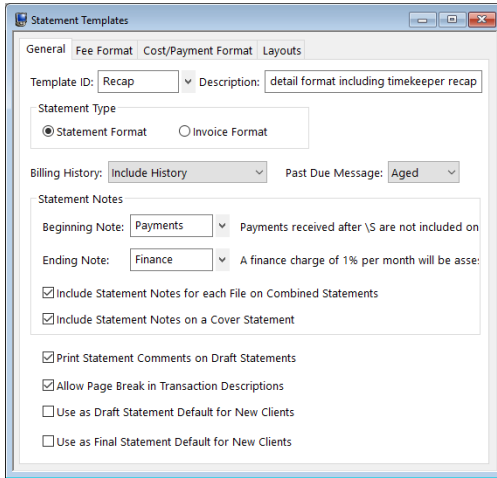 Statement Templates
General Fee Format Cost/Payment Format Layouts
Template ID: Recap Description: detail format including timekeeper recap
Statement Type
Statement Format Invoice Format
Billing History: Include History Past Due Message: Aged
Statement Notes
Beginning Note: Payments Payments received after \S are not included on
Ending Note: Finance A finance charge of 1% per month will be asse
Include Statement Notes for each File on Combined Statements
Include Statement Notes on a Cover Statement
Print Statement Comments on Draft Statements
Allow Page Break in Transaction Descriptions
Use as Draft Statement Default for New Clients
Use as Final Statement Default for New Clients